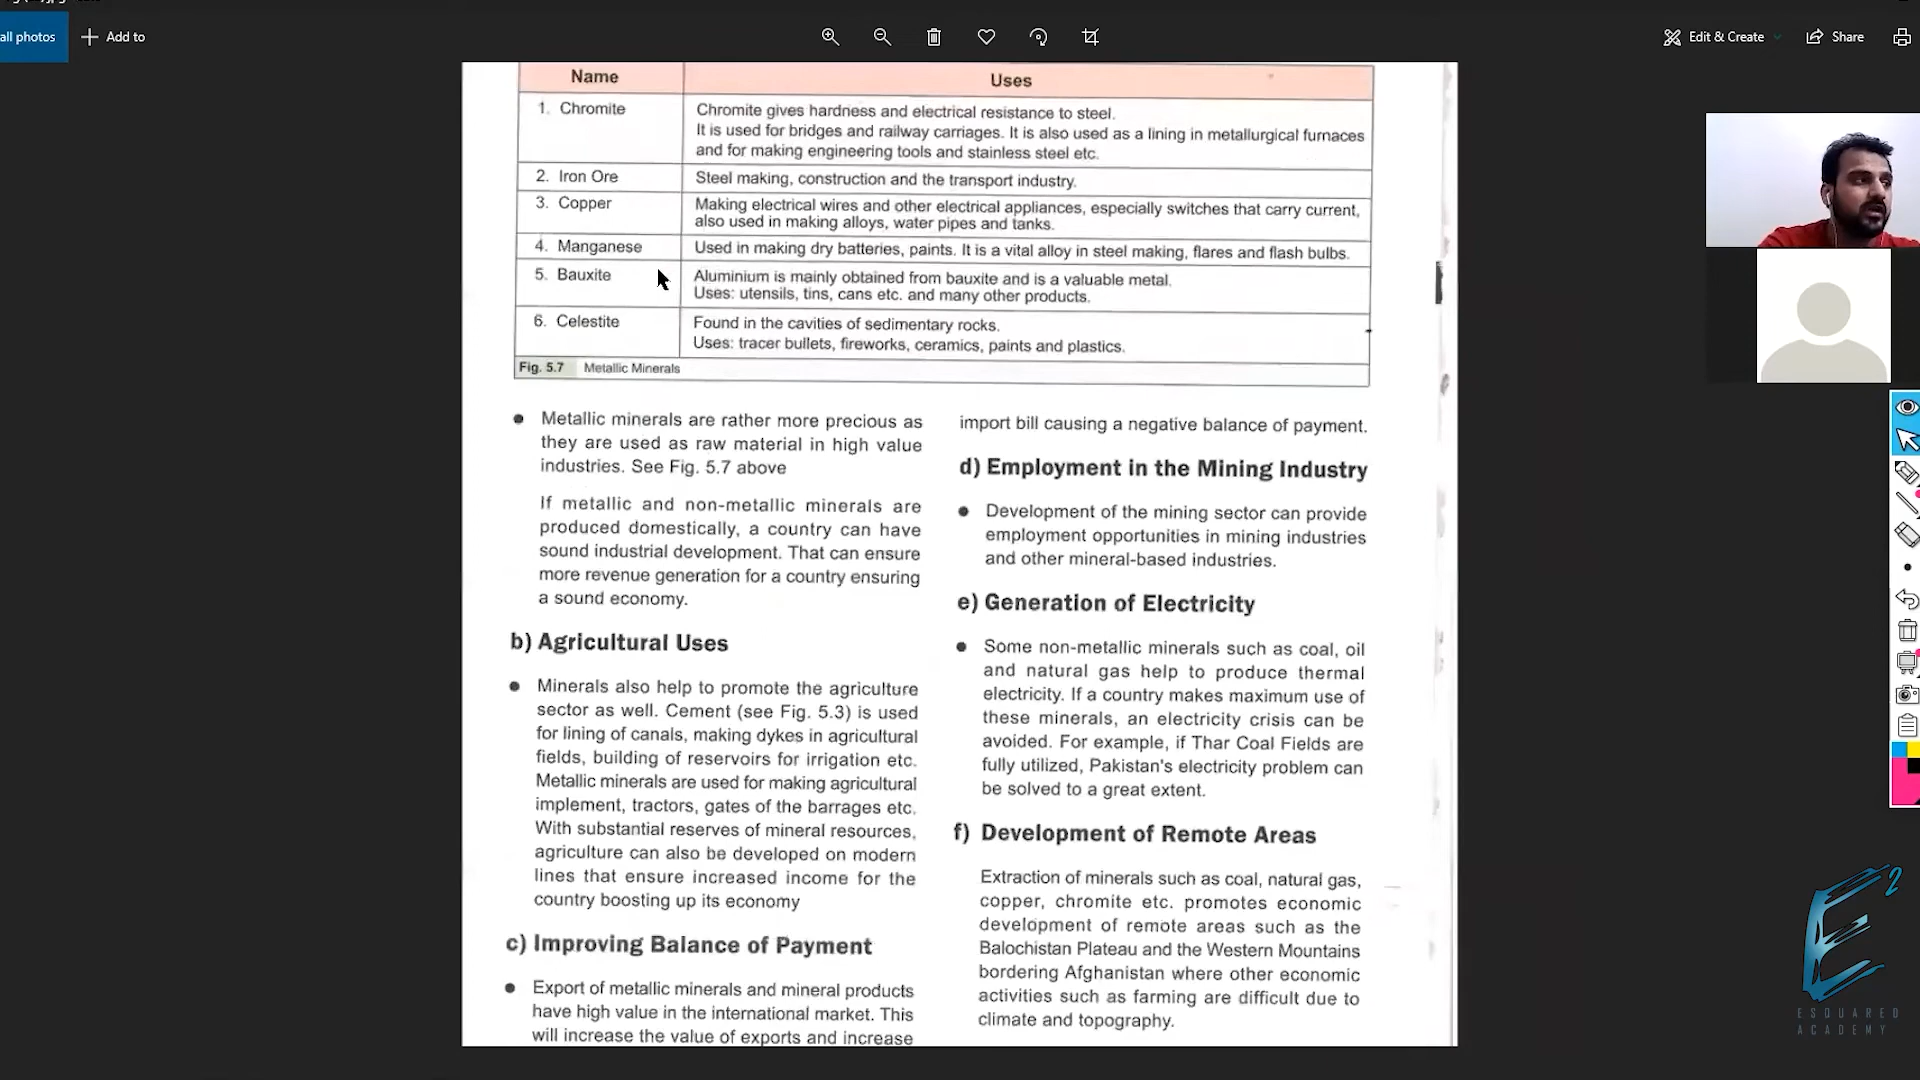 all photos
Add to
Edit & Create
Share
Name Uses
1. Chromite
Chromite gives hardness and electrical resistance to steel.
It is used for bridges and railway carriages. It is also used as a lining in metallurgical furnaces
and for making engineering tools and stainless steel etc.
2. Iron Ore
Steel making, construction and the transport industry.
3. Copper
Making electrical wires and other electrical appliances, especially switches that carry current,
also used in making alloys, water pipes and tanks.
4. Manganese
Used in making dry batteries, paints. It is a vital alloy in steel making, flares and flash bulbs.
5. Bauxite
Aluminium is mainly obtained from bauxite and is a valuable metal.
Uses: utensils, tins, cans etc. and many other products.
6. Celestite
Found in the cavities of sedimentary rocks.
Uses: tracer bullets, fireworks, ceramics, paints and plastics.
Fig. 5.7 Metallic Minerals
● Metallic minerals are rather more precious as
they are used as raw material in high value
industries. See Fig. 5.7 above
If metallic and non-metallic minerals are
produced domestically, a country can have
sound industrial development. That can ensure
more revenue generation for a country ensuring
a sound economy.
b) Agricultural Uses
● Minerals also help to promote the agriculture
sector as well. Cement (see Fig. 5.3) is used
for lining of canals, making dykes in agricultural
fields, building of reservoirs for irrigation etc.
Metallic minerals are used for making agricultural
implement, tractors, gates of the barrages etc.
With substantial reserves of mineral resources,
agriculture can also be developed on modern
lines that ensure increased income for the
country boosting up its economy
c) Improving Balance of Payment
● Export of metallic minerals and mineral products
have high value in the international market. This
will increase the value of exports and increase
import bill causing a negative balance of payment.
d) Employment in the Mining Industry
● Development of the mining sector can provide
employment opportunities in mining industries
and other mineral-based industries.
e) Generation of Electricity
● Some non-metallic minerals such as coal, oil
and natural gas help to produce thermal
electricity. If a country makes maximum use of
these minerals, an electricity crisis can be
avoided. For example, if Thar Coal Fields are
fully utilized, Pakistan's electricity problem can
be solved to a great extent.
f) Development of Remote Areas
Extraction of minerals such as coal, natural gas,
copper, chromite etc. promotes economic
development of remote areas such as the
Balochistan Plateau and the Western Mountains
bordering Afghanistan where other economic
activities such as farming are difficult due to
climate and topography.
E2
ESQUARED
ACADEMY